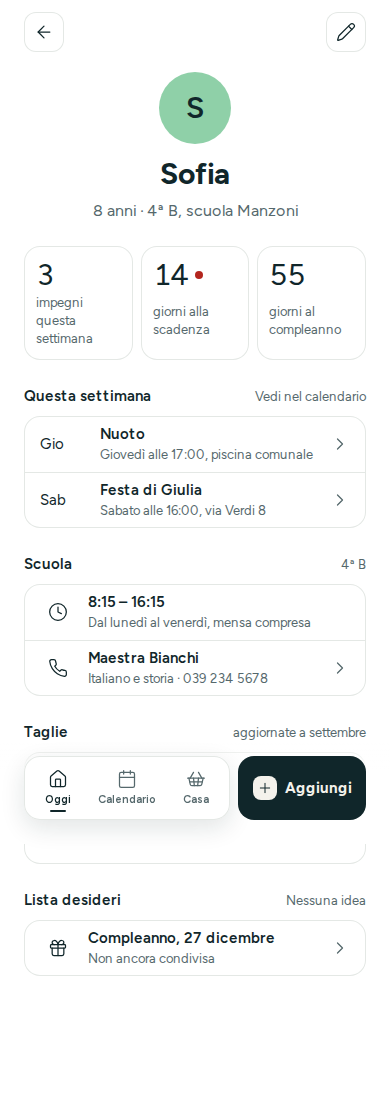 S
Sofia
8 anni · 4ª B, scuola Manzoni
3
impegni
questa
settimana
14
giorni alla
scadenza
55
giorni al
compleanno
Questa settimana
Vedi nel calendario
Gio
Nuoto
Giovedì alle 17:00, piscina comunale
Sab
Festa di Giulia
Sabato alle 16:00, via Verdi 8
Scuola
4ª B
8:15 – 16:15
Dal lunedì al venerdì, mensa compresa
Maestra Bianchi
Italiano e storia · 039 234 5678
Taglie
aggiornate a settembre
Oggi
Calendario
Casa
Aggiungi
Lista desideri
Nessuna idea
Compleanno, 27 dicembre
Non ancora condivisa